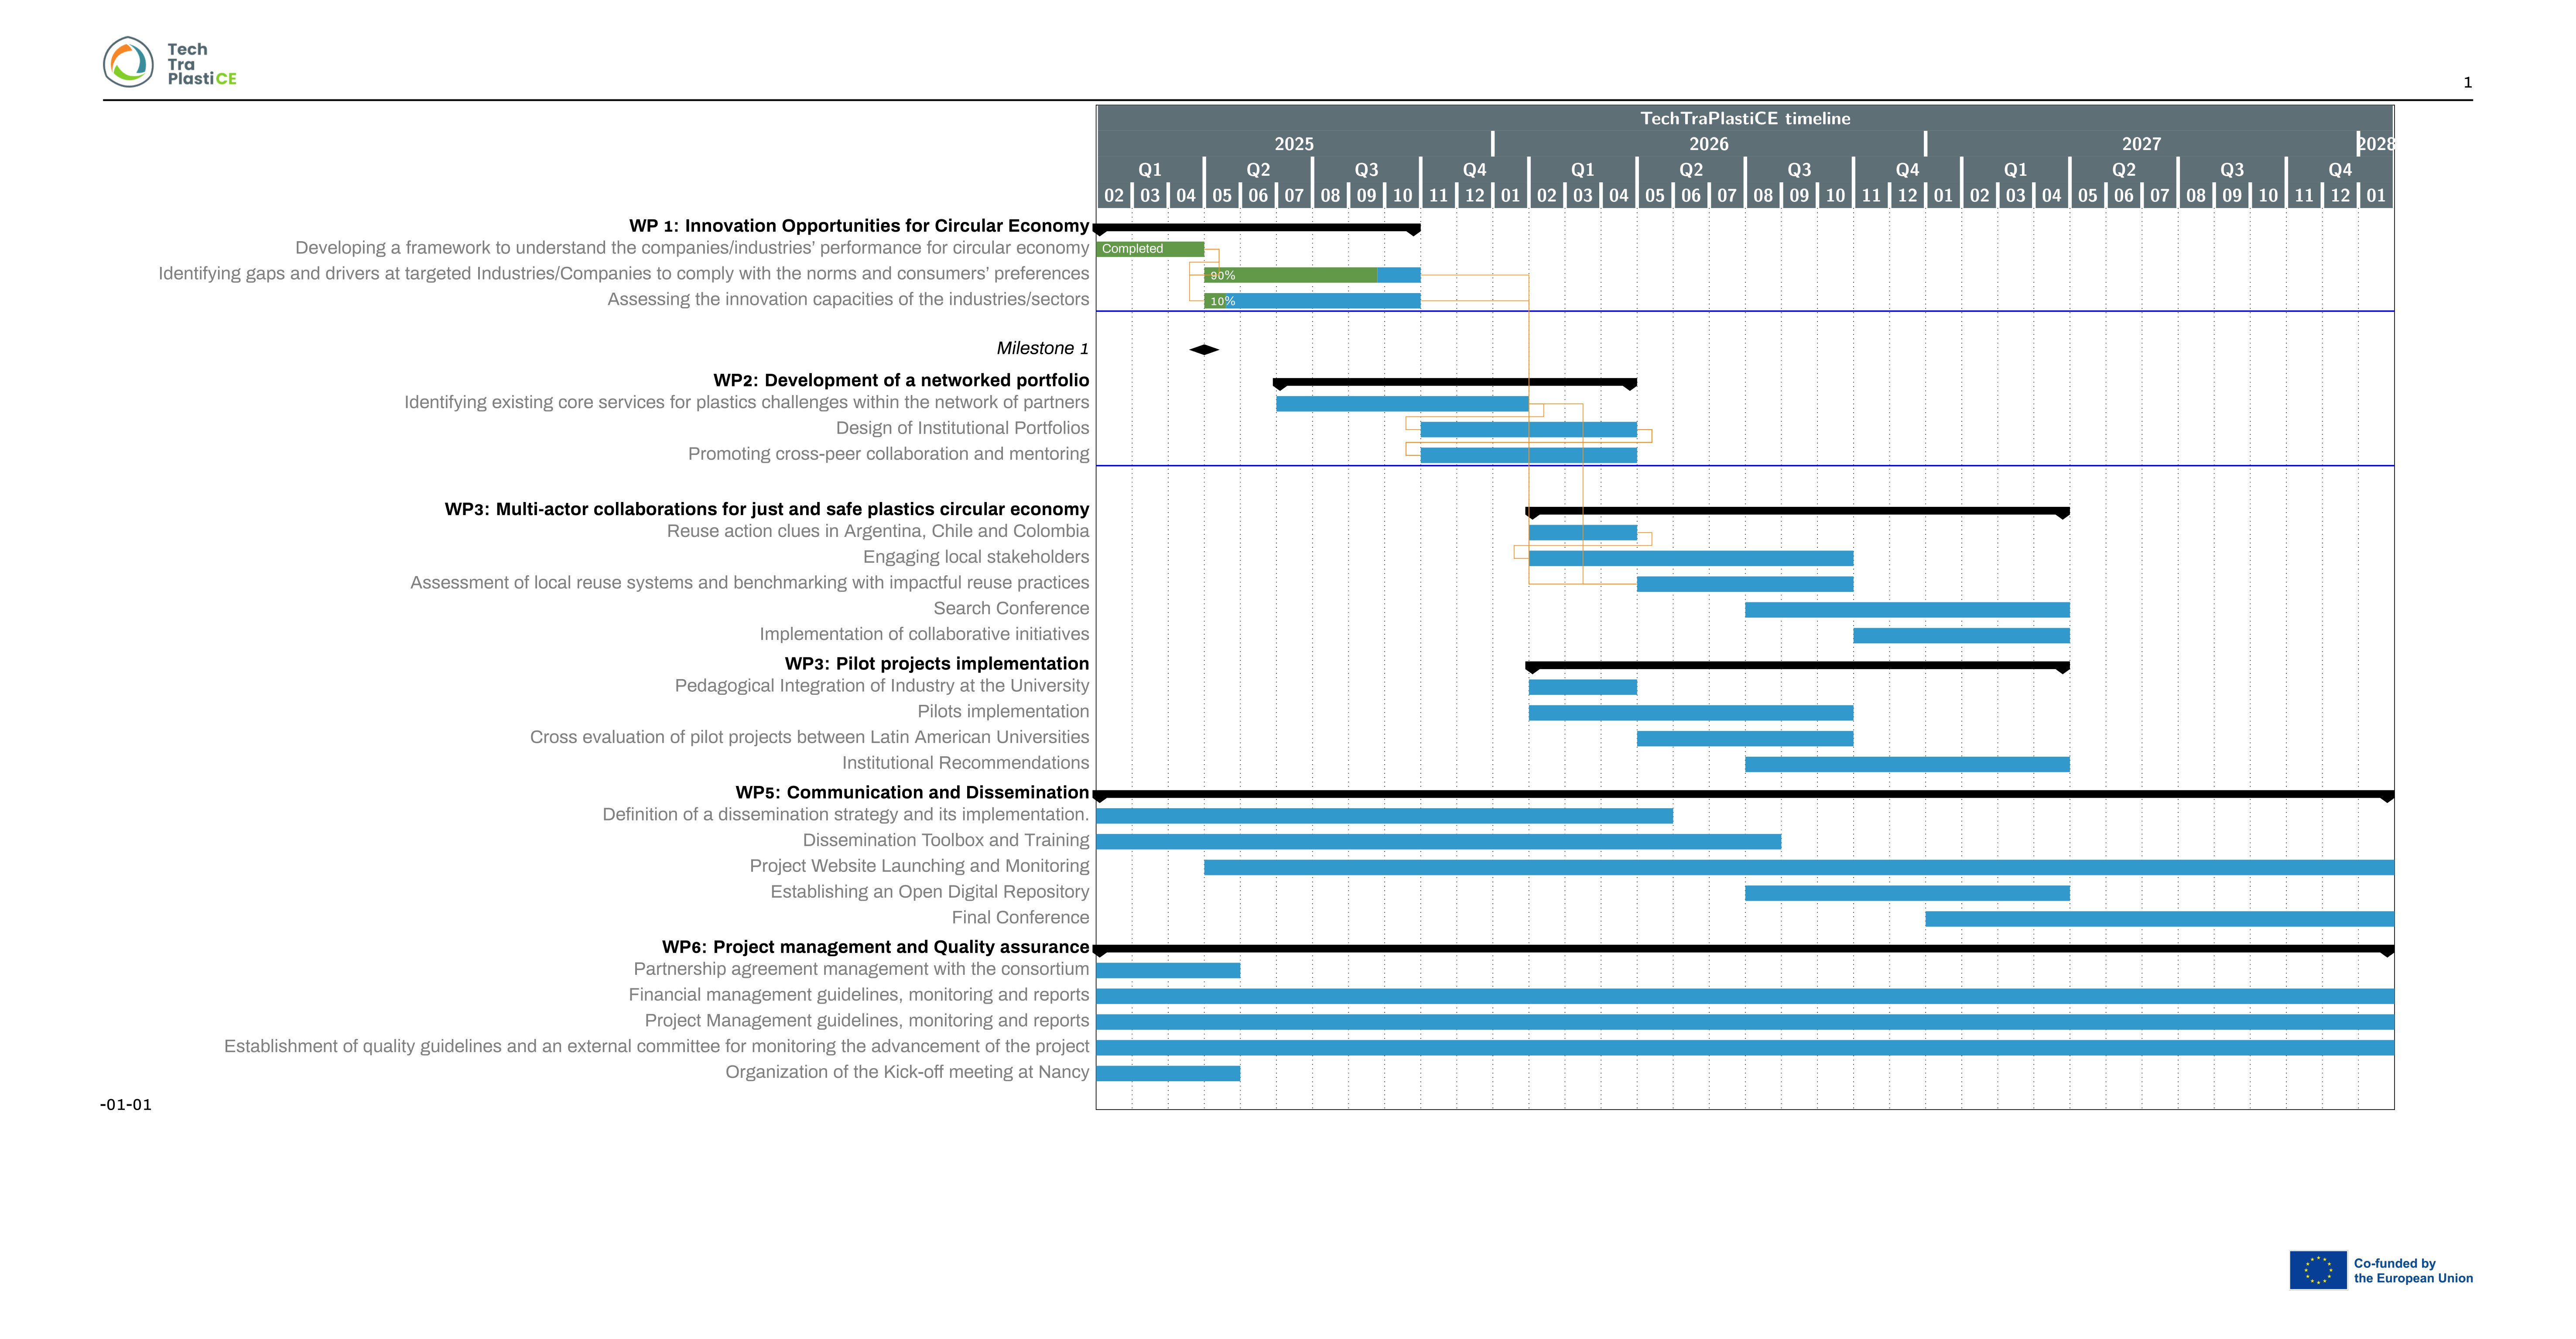 Tech
Tra
PlastiCE
1
TechTraPlastiCE timeline
2025 2026 2027 2028
Q1 Q2 Q3 Q4 Q1 Q2 Q3 Q4 Q1 Q2 Q3 Q4
02 03 04 05 06 07 08 09 10 11 12 01 02 03 04 05 06 07 08 09 10 11 12 01 02 03 04 05 06 07 08 09 10 11 12 01
WP 1: Innovation Opportunities for Circular Economy
Developing a framework to understand the companies/industries’ performance for circular economy Completed
Identifying gaps and drivers at targeted Industries/Companies to comply with the norms and consumers’ preferences 90%
Assessing the innovation capacities of the industries/sectors 10%
Milestone 1
WP2: Development of a networked portfolio
Identifying existing core services for plastics challenges within the network of partners
Design of Institutional Portfolios
Promoting cross-peer collaboration and mentoring
WP3: Multi-actor collaborations for just and safe plastics circular economy
Reuse action clues in Argentina, Chile and Colombia
Engaging local stakeholders
Assessment of local reuse systems and benchmarking with impactful reuse practices
Search Conference
Implementation of collaborative initiatives
WP3: Pilot projects implementation
Pedagogical Integration of Industry at the University
Pilots implementation
Cross evaluation of pilot projects between Latin American Universities
Institutional Recommendations
WP5: Communication and Dissemination
Definition of a dissemination strategy and its implementation.
Dissemination Toolbox and Training
Project Website Launching and Monitoring
Establishing an Open Digital Repository
Final Conference
WP6: Project management and Quality assurance
Partnership agreement management with the consortium
Financial management guidelines, monitoring and reports
Project Management guidelines, monitoring and reports
Establishment of quality guidelines and an external committee for monitoring the advancement of the project
Organization of the Kick-off meeting at Nancy
-01-01
Co-funded by
the European Union